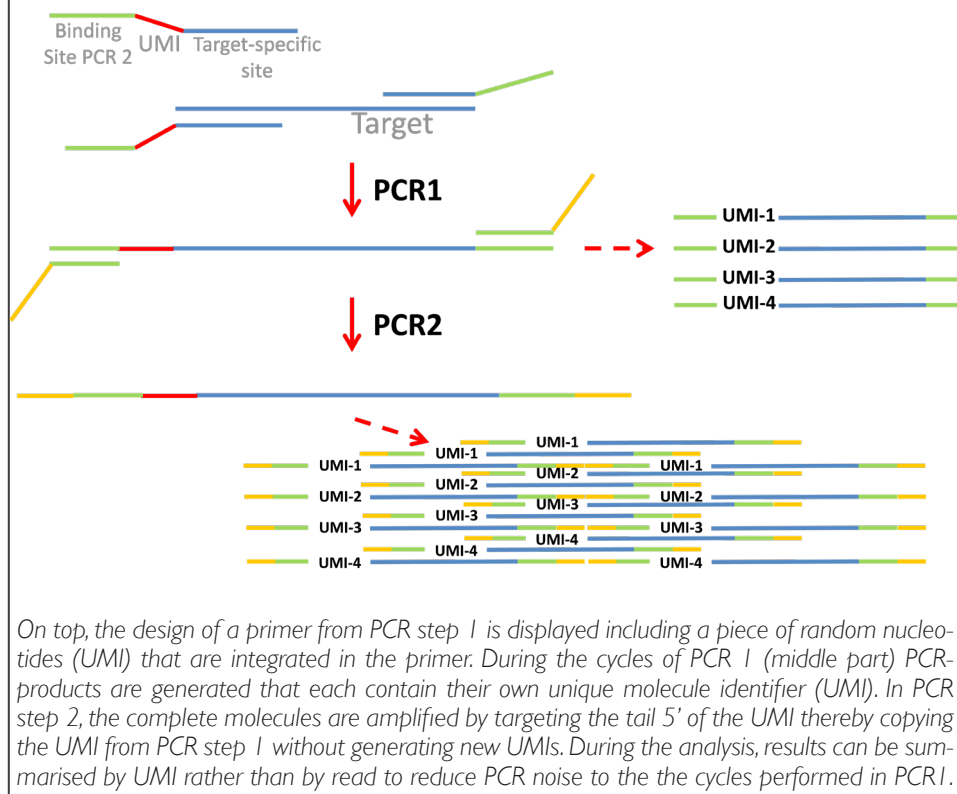 Binding
Site PCR 2
UMI
Target-specific
site
Target
PCR1
UMI-1
UMI-2
UMI-3
UMI-4
PCR2
UMI-1
UMI-1
UMI-1
UMI-1
UMI-2
UMI-2
UMI-2
UMI-2
UMI-3
UMI-3
UMI-3
UMI-3
UMI-4
UMI-4
UMI-4
UMI-4
On top, the design of a primer from PCR step 1 is displayed including a piece of random nucleo-
tides (UMI) that are integrated in the primer. During the cycles of PCR 1 (middle part) PCR-
products are generated that each contain their own unique molecule identifier (UMI). In PCR
step 2, the complete molecules are amplified by targeting the tail 5’ of the UMI thereby copying
the UMI from PCR step 1 without generating new UMIs. During the analysis, results can be sum-
marised by UMI rather than by read to reduce PCR noise to the the cycles performed in PCR1.